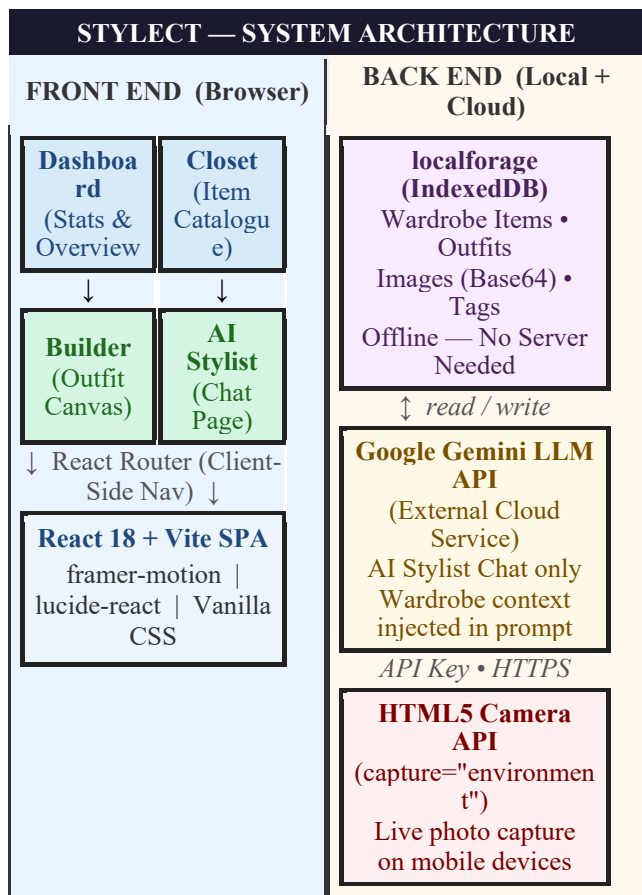 STYLECT — SYSTEM ARCHITECTURE
FRONT END (Browser)
Dashboa
rd
(Stats &
Overview
Closet
(Item
Catalogu
e)
↓ ↓
Builder
(Outfit
Canvas)
AI
Stylist
(Chat
Page)
↓ React Router (Client-
Side Nav) ↓
React 18 + Vite SPA
framer-motion |
lucide-react | Vanilla
CSS
BACK END (Local +
Cloud)
localforage
(IndexedDB)
Wardrobe Items •
Outfits
Images (Base64) •
Tags
Offline — No Server
Needed
↕ read / write
Google Gemini LLM
API
(External Cloud
Service)
AI Stylist Chat only
Wardrobe context
injected in prompt
API Key • HTTPS
HTML5 Camera
API
(capture="environmen
t")
Live photo capture
on mobile devices